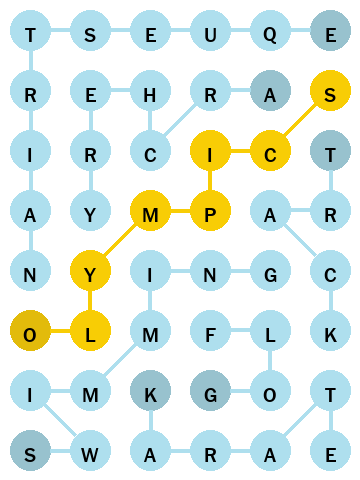 T S E U Q E
R E H R A S
I R C I C T
A Y M P A R
N Y I N G C
O L M F L K
I M K G O T
S W A R A E